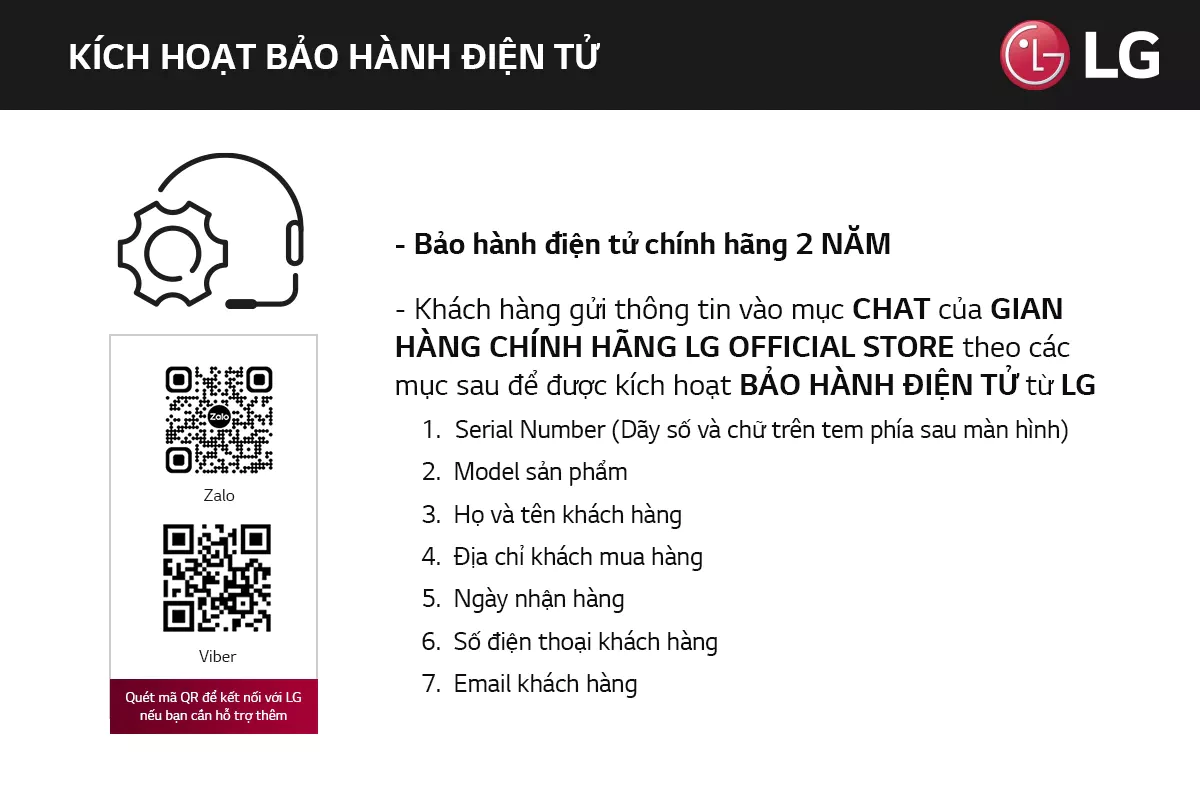 KÍCH HOẠT BẢO HÀNH ĐIỆN TỬ
LG
- Bảo hành điện tử chính hãng 2 NĂM
- Khách hàng gửi thông tin vào mục CHAT của GIAN
HÀNG CHÍNH HÃNG LG OFFICIAL STORE theo các
mục sau để được kích hoạt BẢO HÀNH ĐIỆN TỬ từ LG
1. Serial Number (Dãy số và chữ trên tem phía sau màn hình)
2. Model sản phẩm
3. Họ và tên khách hàng
4. Địa chỉ khách mua hàng
5. Ngày nhận hàng
6. Số điện thoại khách hàng
7. Email khách hàng
Zalo
Zalo
Viber
Quét mã QR để kết nối với LG
nếu bạn cần hỗ trợ thêm